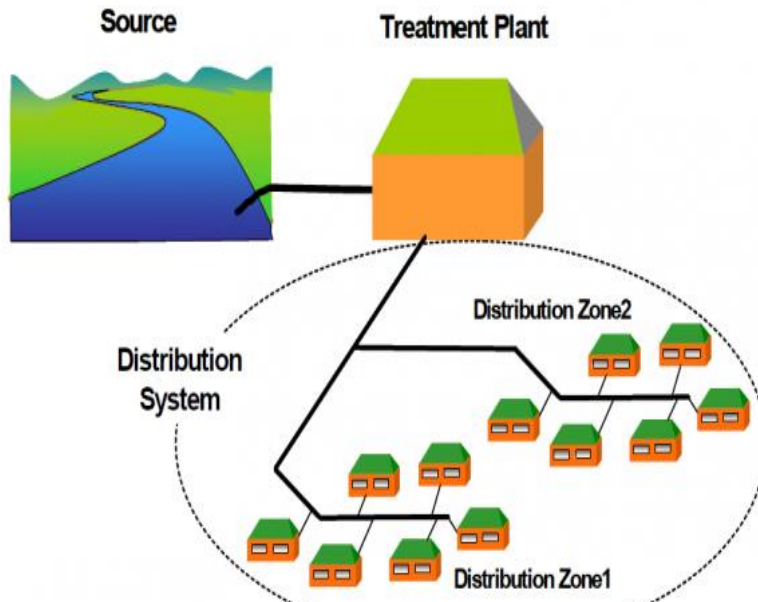 Source
Treatment Plant
Distribution Zone2
Distribution
System
Distribution Zone1